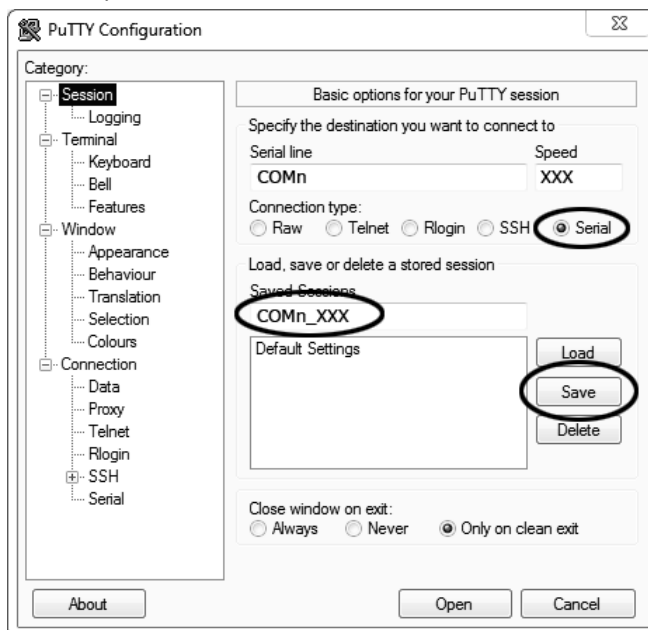 PuTTY Configuration
Category:
Session
Logging
Terminal
Keyboard
Bell
Features
Window
Appearance
Behaviour
Translation
Selection
Colours
Connection
Data
Proxy
Telnet
Rlogin
SSH
Serial
Basic options for your PuTTY session
Specify the destination you want to connect to
Serial line Speed
COMn XXX
Connection type:
Raw Telnet Rlogin SSH Serial
Load, save or delete a stored session
Saved Sessions
COMn_XXX
Default Settings
Load
Save
Delete
Close window on exit:
Always Never Only on clean exit
About Open Cancel